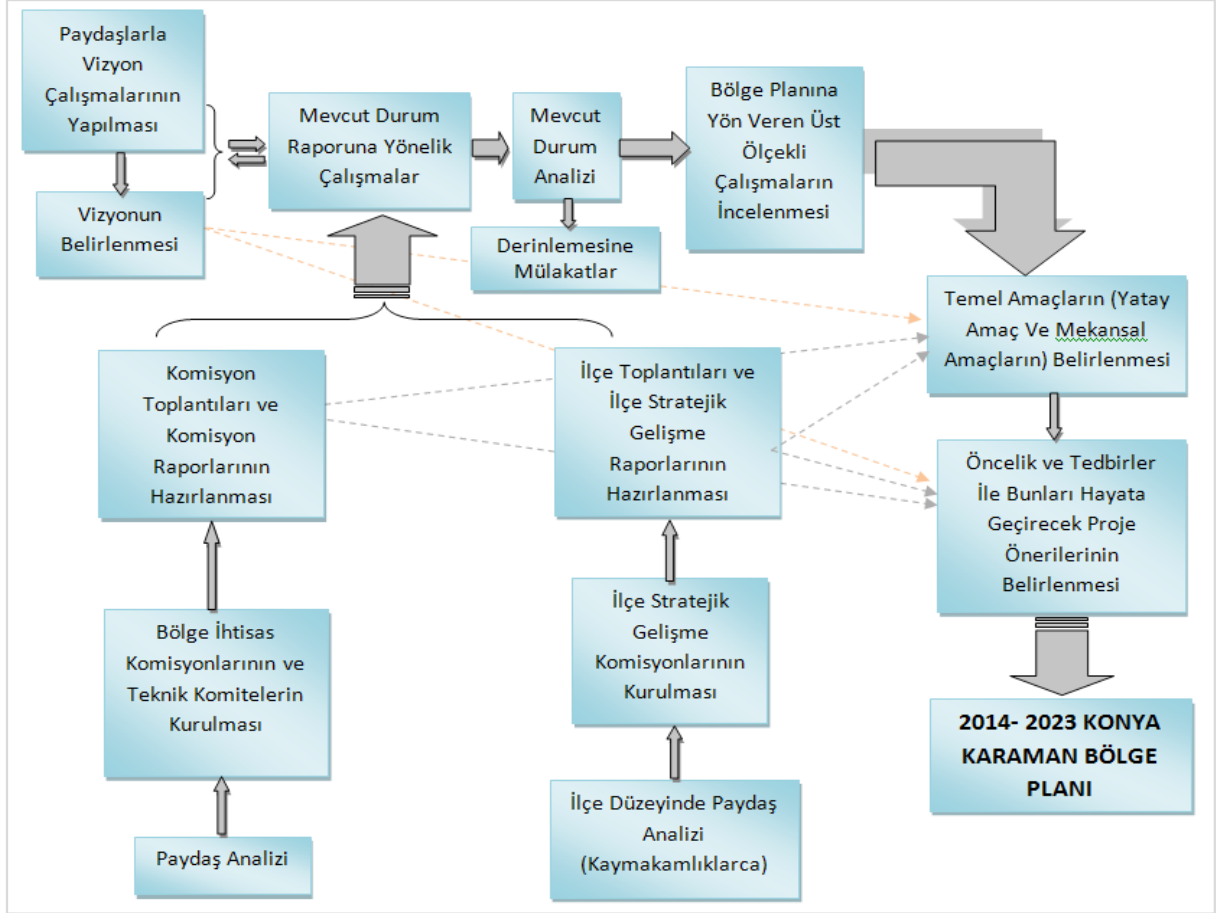 Paydaşlarla
Vizyon
Çalışmalarının
Yapılması
Vizyonun
Belirlenmesi
Mevcut Durum
Raporuna Yönelik
Çalışmalar
Mevcut
Durum
Analizi
Derinlemesine
Mülakatlar
Bölge Planına
Yön Veren Üst
Ölçekli
Çalışmaların
İncelenmesi
Temel Amaçların (Yatay
Amaç Ve Mekansal
Amaçların) Belirlenmesi
Komisyon
Toplantıları ve
Komisyon
Raporlarının
Hazırlanması
İlçe Toplantıları ve
İlçe Stratejik
Gelişme
Raporlarının
Hazırlanması
Öncelik ve Tedbirler
İle Bunları Hayata
Geçirecek Proje
Önerilerinin
Belirlenmesi
Bölge İhtisas
Komisyonlarının ve
Teknik Komitelerin
Kurulması
İlçe Stratejik
Gelişme
Komisyonlarının
Kurulması
2014- 2023 KONYA
KARAMAN BÖLGE
PLANI
Paydaş Analizi
İlçe Düzeyinde Paydaş
Analizi
(Kaymakamlıklarca)